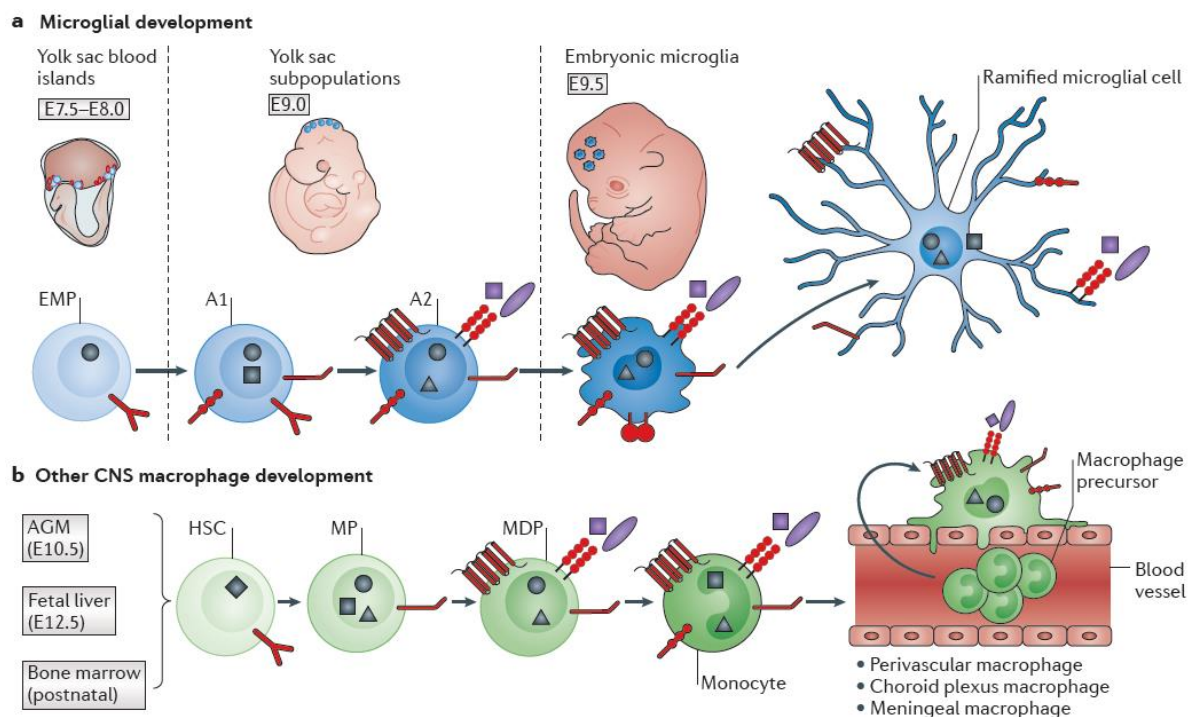 a Microglial development
Yolk sac blood
islands
E7.5–E8.0
Yolk sac
subpopulations
E9.0
Embryonic microglia
E9.5
Ramified microglial cell
EMP
A1
A2
b Other CNS macrophage development
AGM
(E10.5)
Fetal liver
(E12.5)
Bone marrow
(postnatal)
HSC
MP
MDP
Monocyte
Macrophage
precursor
Blood
vessel
• Perivascular macrophage
• Choroid plexus macrophage
• Meningeal macrophage